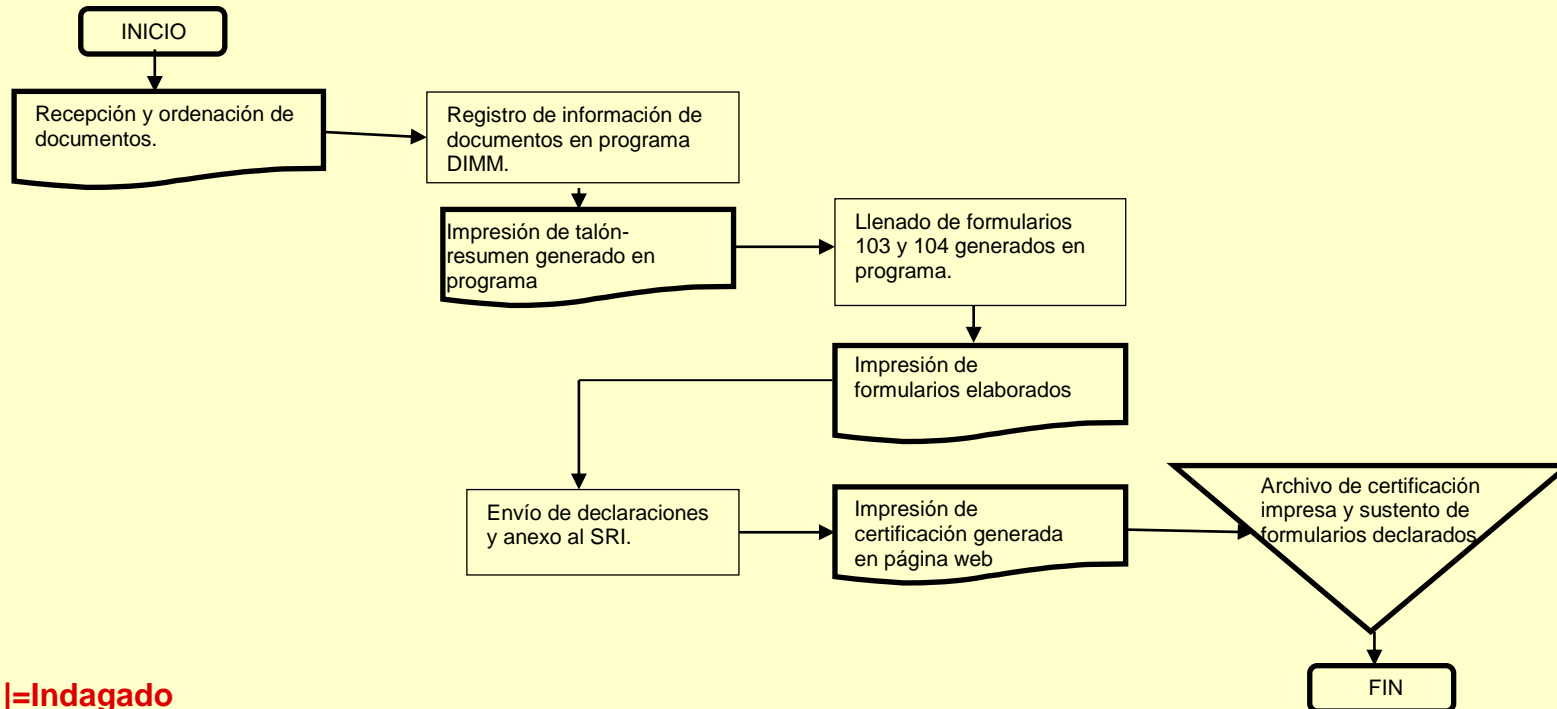 INICIO
Recepción y ordenación de
documentos.
Registro de información de
documentos en programa
DIMM.
Impresión de talón-
resumen generado en
programa
Llenado de formularios
103 y 104 generados en
programa.
Impresión de
formularios elaborados
Envío de declaraciones
y anexo al SRI.
Impresión de
certificación generada
en página web
Archivo de certificación
impresa y sustento de
formularios declarados
FIN
|=Indagado